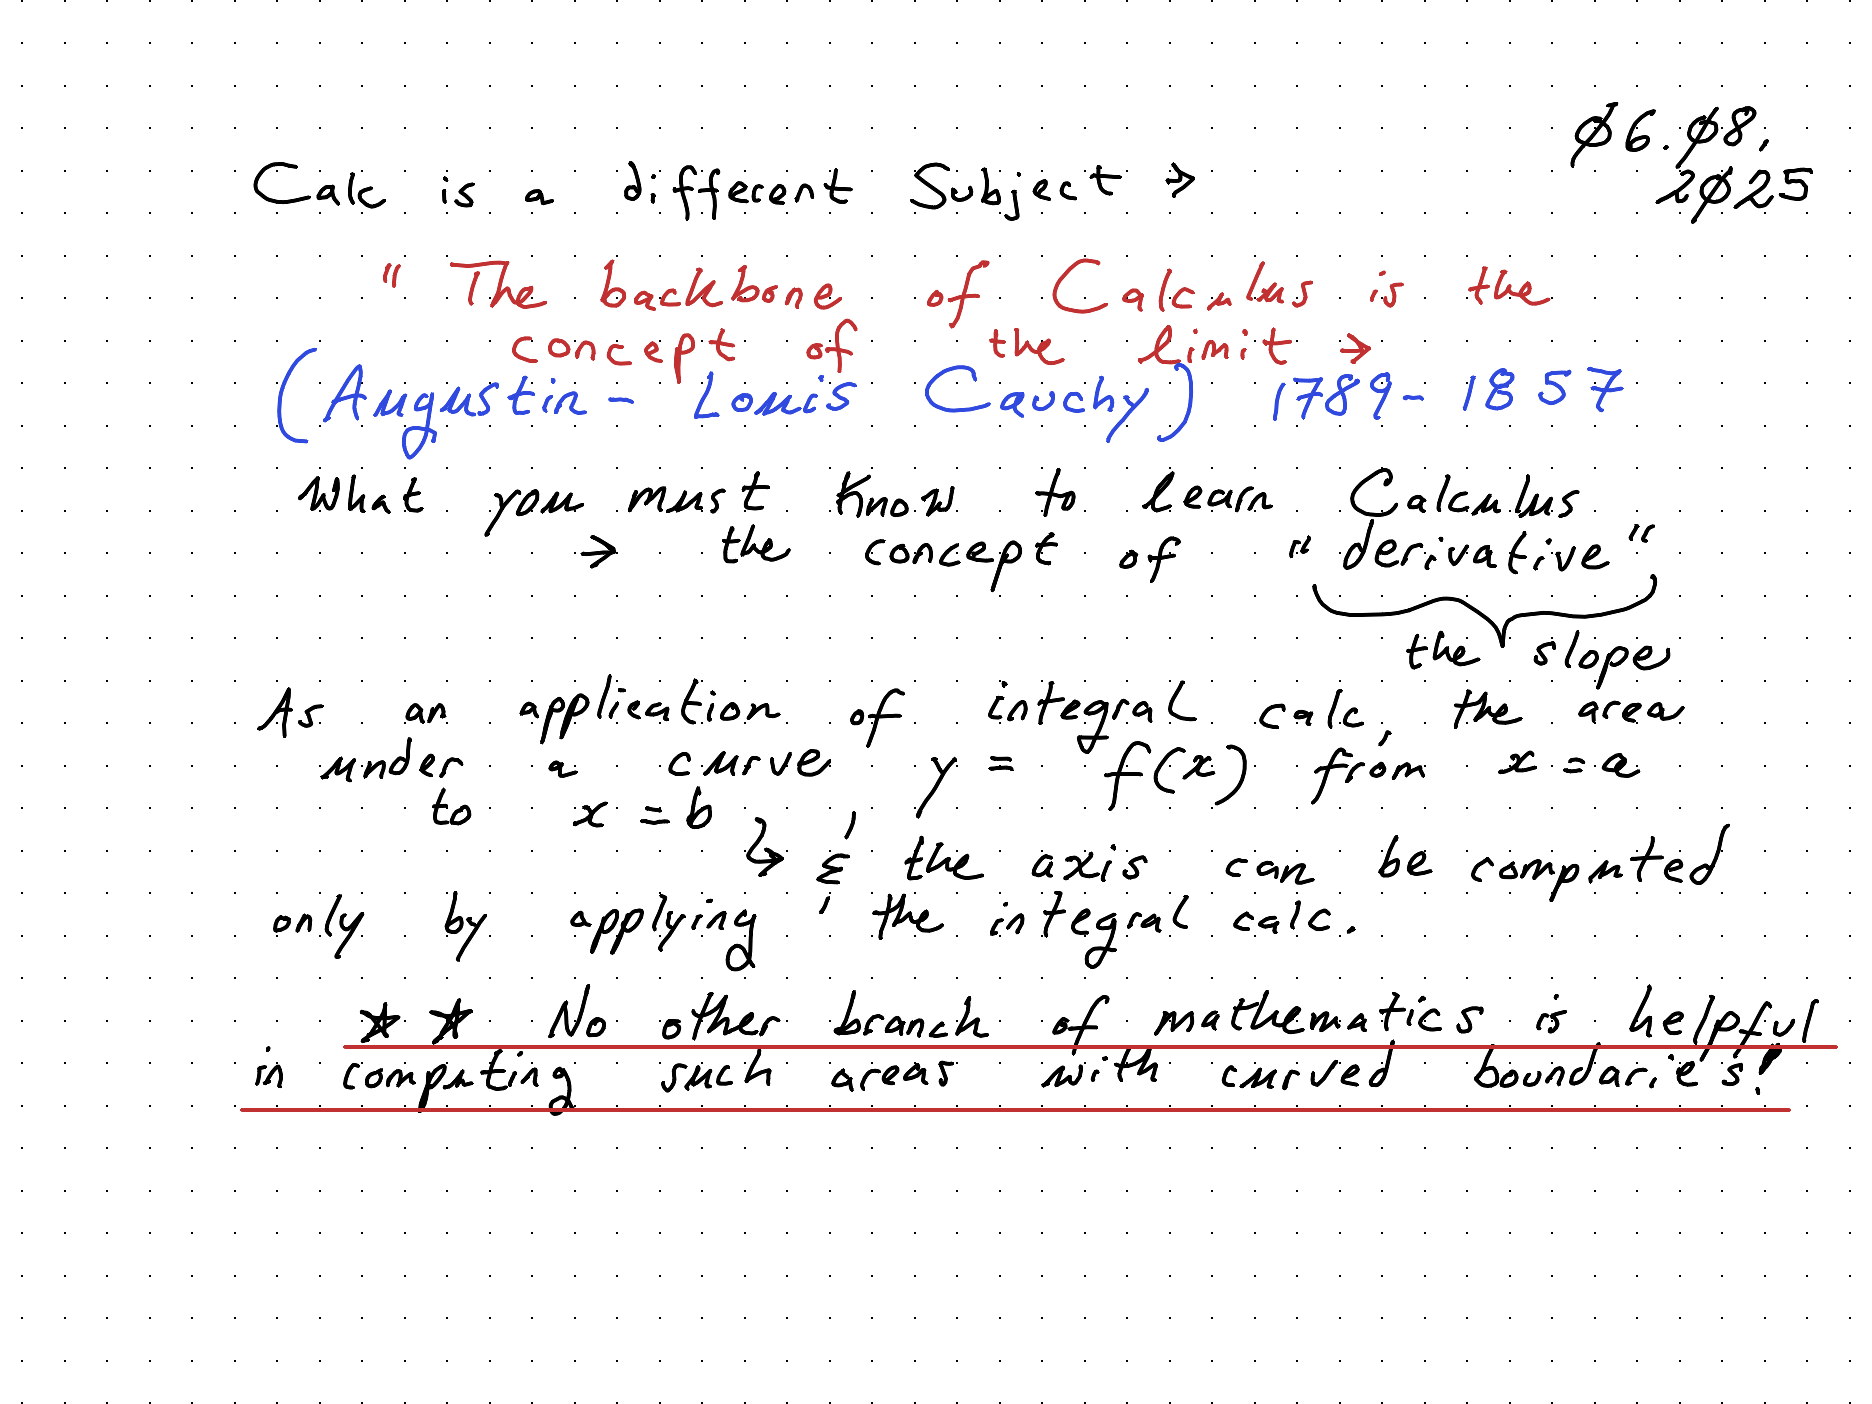 06.08,
2025
Calc is a different Subject →
" The backbone of Calculus is the
concept of the limit →
(Augustin - Louis Cauchy) 1789 - 1857
What you must know to learn Calculus
→ the concept of "derivative"
the slope
As an application of integral calc, the area
under a curve y = f(x) from x = a
to x = b
↳ & the axis can be computed
only by applying the integral calc.
★ ★ No other branch of mathematics is helpful
in computing such areas with curved boundaries!